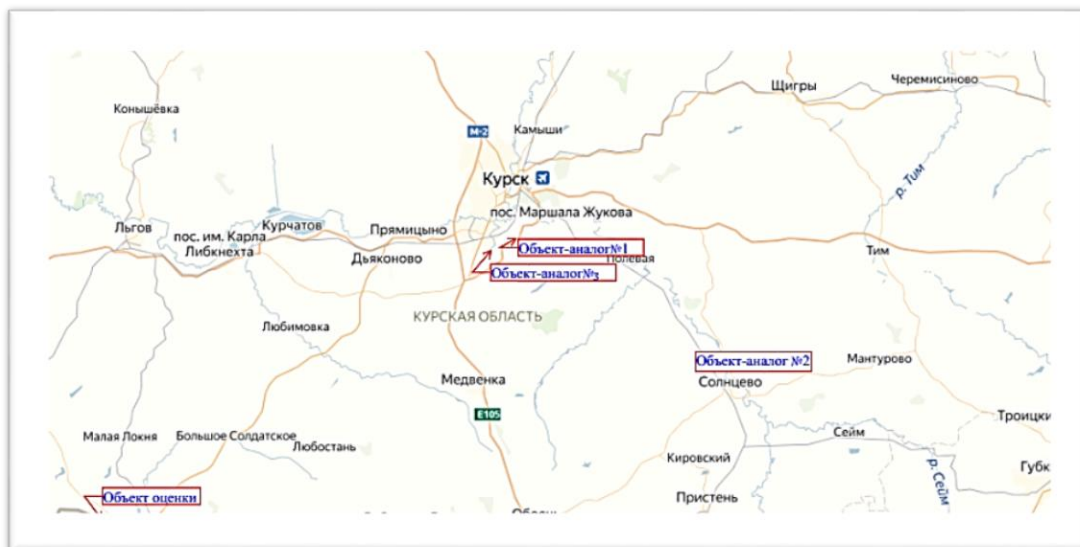 Щигры
Черемисиново
Конышёвка
М-2
Камыши
Курск
р. Тим
пос. Маршала Жукова
Льгов
пос. им. Карла
Либкнехта
Курчатов
Прямицыно
Объект-аналог№1
Тим
Дьяконово
Полевая
Объект-аналог№3
КУРСКАЯ ОБЛАСТЬ
Любимовка
Объект-аналог №2
Мантурово
Медвенка
Солнцево
Е105
Троицки
Малая Локня
Большое Солдатское
Любостань
Сейм
Кировский
р. Сейм
Губк
Объект оценки
Пристень